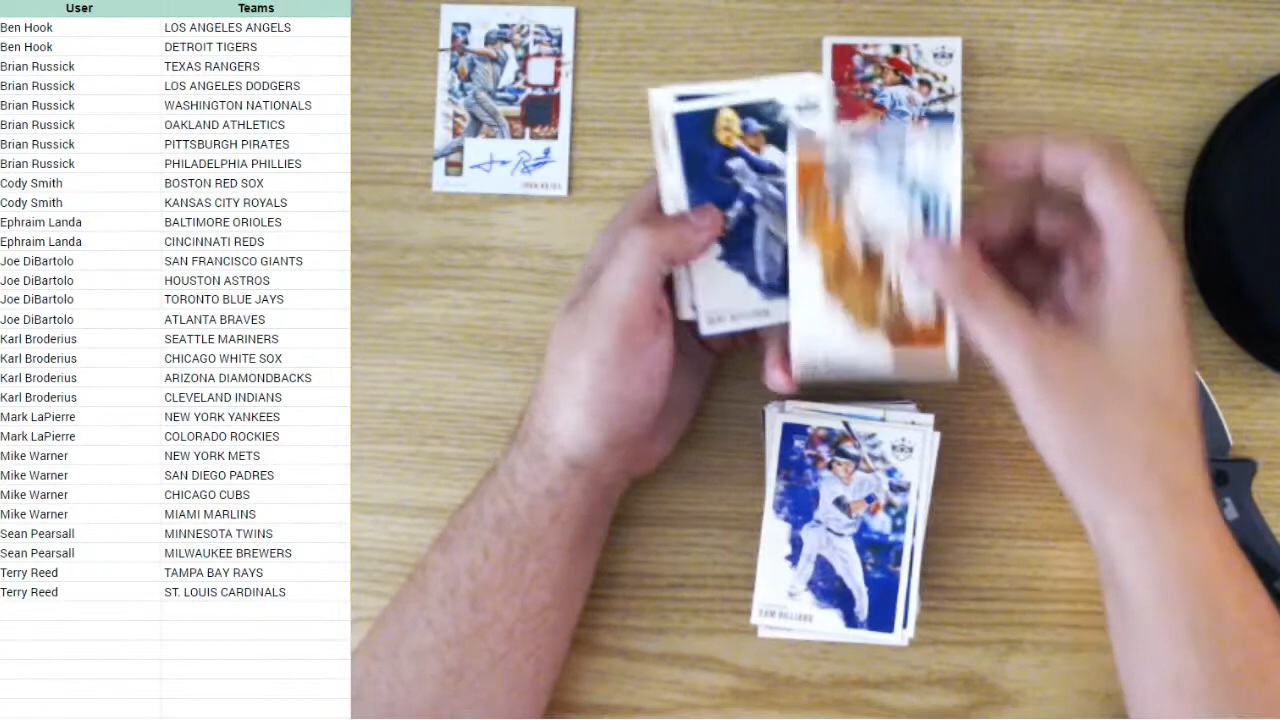 User Teams
Ben Hook LOS ANGELES ANGELS
Ben Hook DETROIT TIGERS
Brian Russick TEXAS RANGERS
Brian Russick LOS ANGELES DODGERS
Brian Russick WASHINGTON NATIONALS
Brian Russick OAKLAND ATHLETICS
Brian Russick PITTSBURGH PIRATES
Brian Russick PHILADELPHIA PHILLIES
Cody Smith BOSTON RED SOX
Cody Smith KANSAS CITY ROYALS
Ephraim Landa BALTIMORE ORIOLES
Ephraim Landa CINCINNATI REDS
Joe DiBartolo SAN FRANCISCO GIANTS
Joe DiBartolo HOUSTON ASTROS
Joe DiBartolo TORONTO BLUE JAYS
Joe DiBartolo ATLANTA BRAVES
Karl Broderius SEATTLE MARINERS
Karl Broderius CHICAGO WHITE SOX
Karl Broderius ARIZONA DIAMONDBACKS
Karl Broderius CLEVELAND INDIANS
Mark LaPierre NEW YORK YANKEES
Mark LaPierre COLORADO ROCKIES
Mike Warner NEW YORK METS
Mike Warner SAN DIEGO PADRES
Mike Warner CHICAGO CUBS
Mike Warner MIAMI MARLINS
Sean Pearsall MINNESOTA TWINS
Sean Pearsall MILWAUKEE BREWERS
Terry Reed TAMPA BAY RAYS
Terry Reed ST. LOUIS CARDINALS
SAM HILLIARD